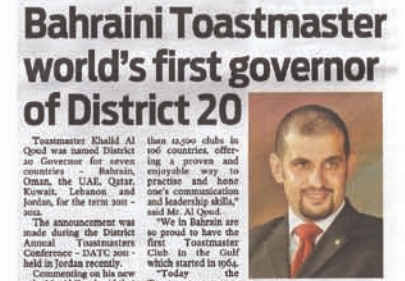 Bahraini Toastmaster
world's first governor
of District 20
Toastmaster Khalid Al
Qoud was named District
20 Governor for seven
countries - Bahrain,
Oman, the UAE, Qatar,
Kuwait, Lebanon and
Jordan, for the term 2011 -
2012.
The announcement was
made during the District
Annual Toastmasters
Conference - DATC 2011 -
held in Jordan recently.
Commenting on his new
than 12,500 clubs in
106 countries, offer-
ing a proven and
enjoyable way to
practise and hone
one's communication
and leadership skills,"
said Mr. Al Qoud.
"We in Bahrain are
so proud to have the
first Toastmaster
Club in the Gulf
which started in 1964.
"Today the